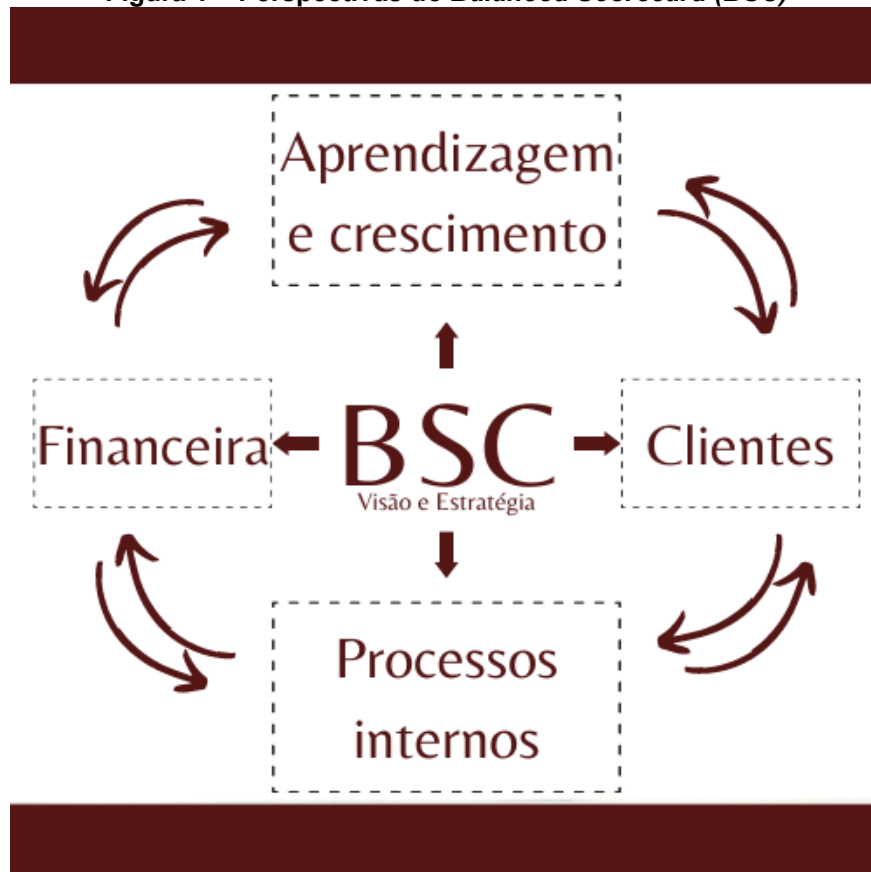 Aprendizagem
e crescimento
Financeira
BSC
Visão e Estratégia
Clientes
Processos
internos